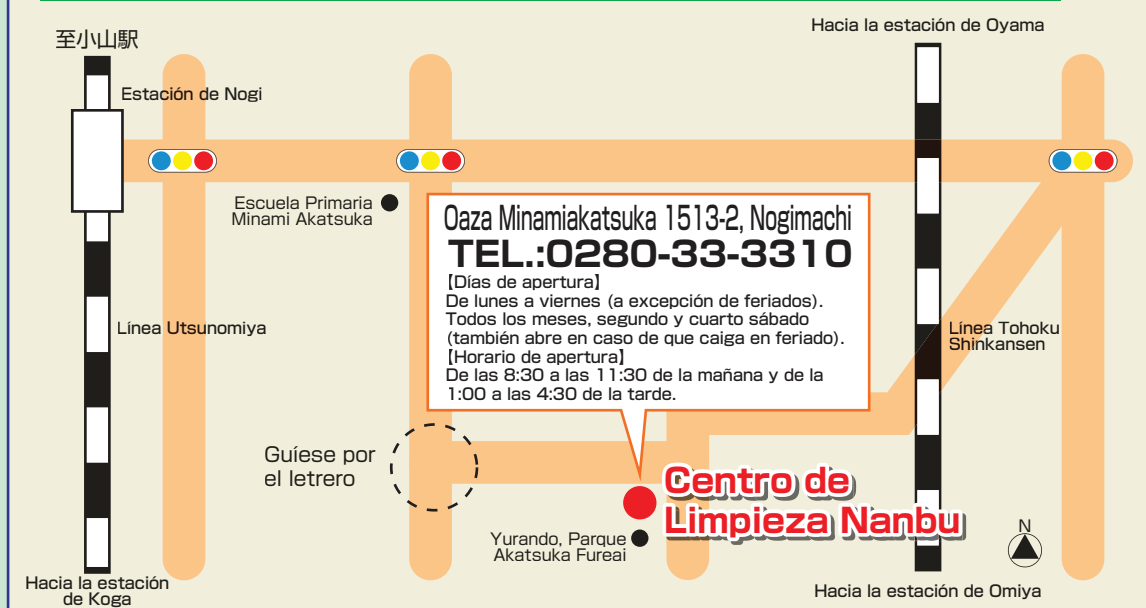 Hacia la estación de Oyama
至小山駅
Estación de Nogi
Escuela Primaria
Minami Akatsuka
Oaza Minamiakatsuka 1513-2, Nogimachi
TEL.:0280-33-3310
【Días de apertura】
De lunes a viernes (a excepción de feriados).
Todos los meses, segundo y cuarto sábado
(también abre en caso de que caiga en feriado).
【Horario de apertura】
De las 8:30 a las 11:30 de la mañana y de la
1:00 a las 4:30 de la tarde.
Línea Utsunomiya
Línea Tohoku
Shinkansen
Guíese por
el letrero
Centro de
Limpieza Nanbu
Yurando, Parque
Akatsuka Fureai
N
Hacia la estación
de Koga
Hacia la estación de Omiya